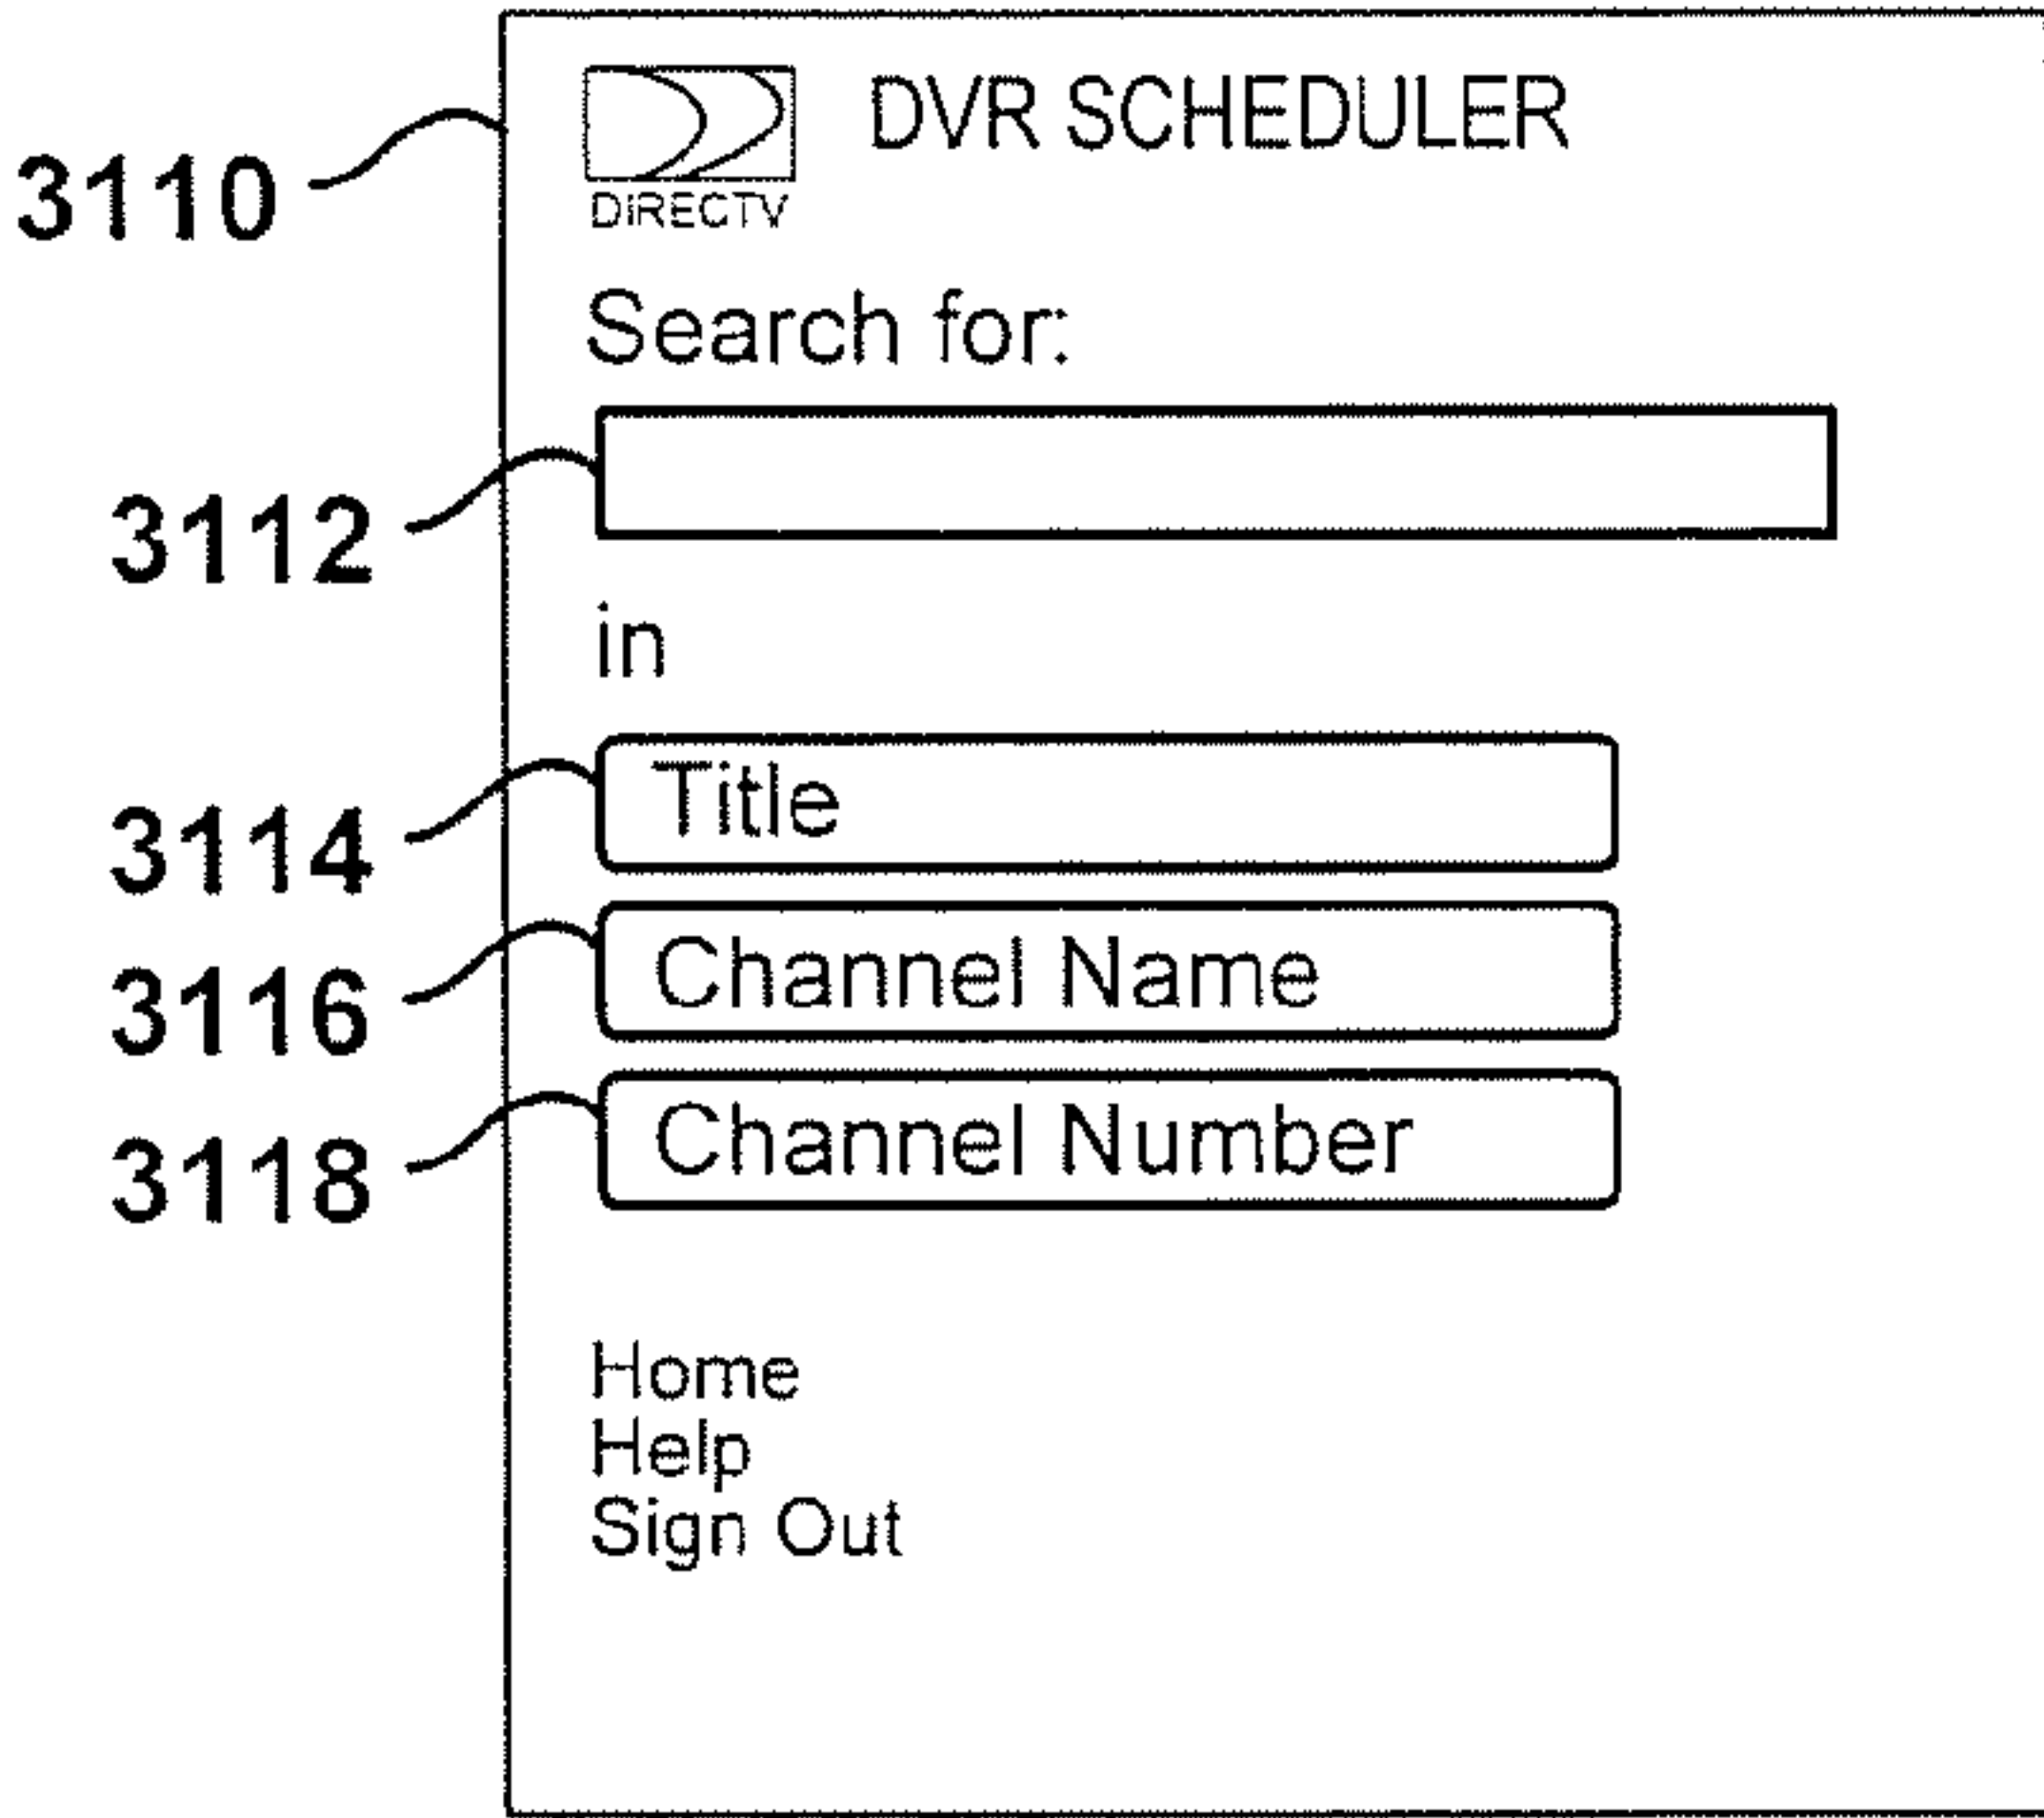 3110
DIRECTV
DVR SCHEDULER
Search for:
3112
in
3114
Title
3116
Channel Name
3118
Channel Number
Home
Help
Sign Out